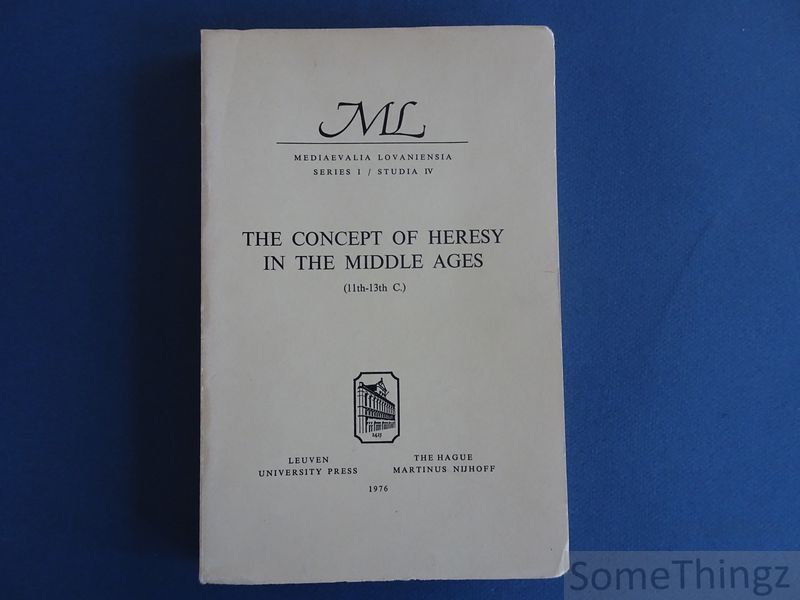 ML
MEDIAEVALIA LOVANIENSIA
SERIES I / STUDIA IV
THE CONCEPT OF HERESY
IN THE MIDDLE AGES
(11th-13th C.)
1425
LEUVEN
UNIVERSITY PRESS
THE HAGUE
MARTINUS NIJHOFF
1976
SomeThingz